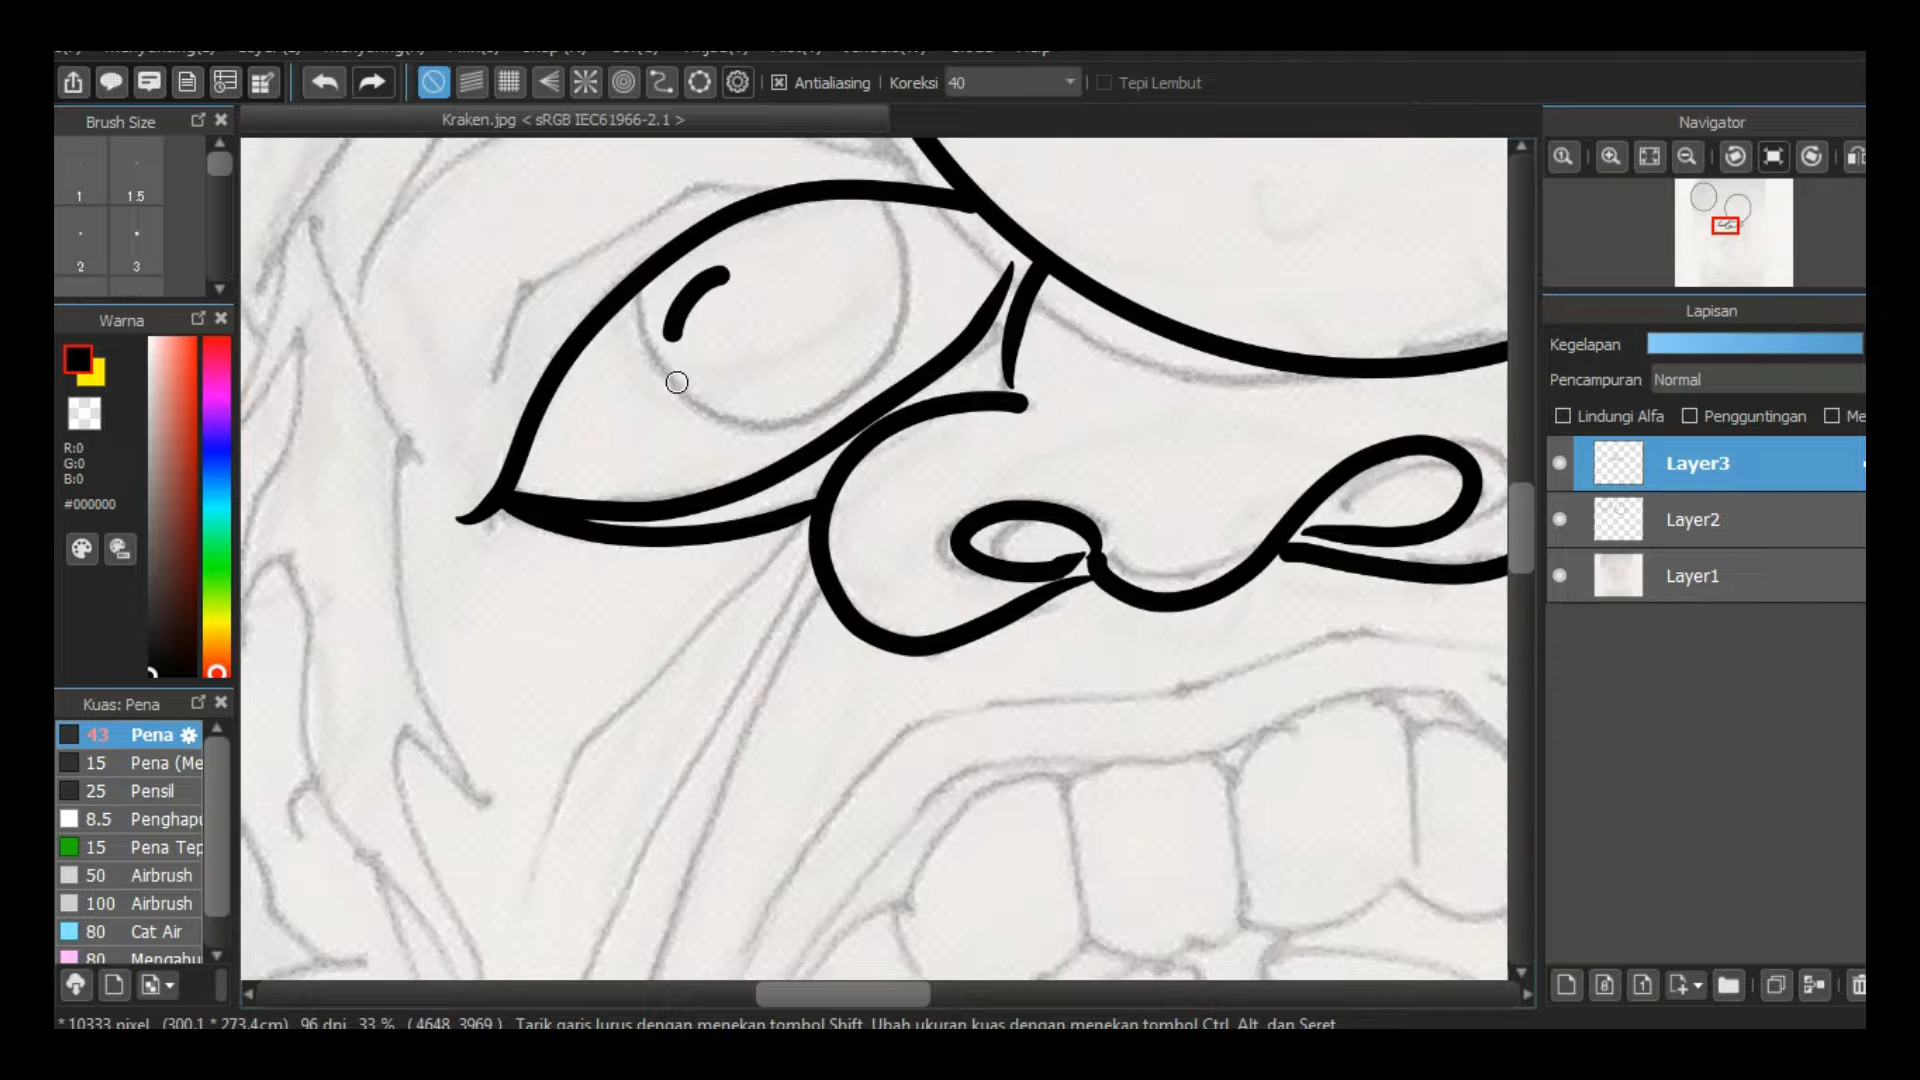 Antialiasing
Koreksi
40
Tepi Lembut
Brush Size
Kraken.jpg < sRGB IEC61966-2.1 >
Navigator
1
1.5
2
3
Warna
R:0
G:0
B:0
#000000
Lapisan
Kegelapan
Pencampuran
Normal
Lindungi Alfa
Pengguntingan
Me
Layer3
Layer2
Layer1
Kuas: Pena
43 Pena
15 Pena (Me
25 Pensil
8.5 Penghapu
15 Pena Tep
50 Airbrush
100 Airbrush
80 Cat Air
80 Mengabu
* 10333 pixel (300.1 * 273.4cm) 96 dpi 33 % ( 4648, 3969 ) Tarik garis lurus dengan menekan tombol Shift, Ubah ukuran kuas dengan menekan tombol Ctrl, Alt, dan Seret